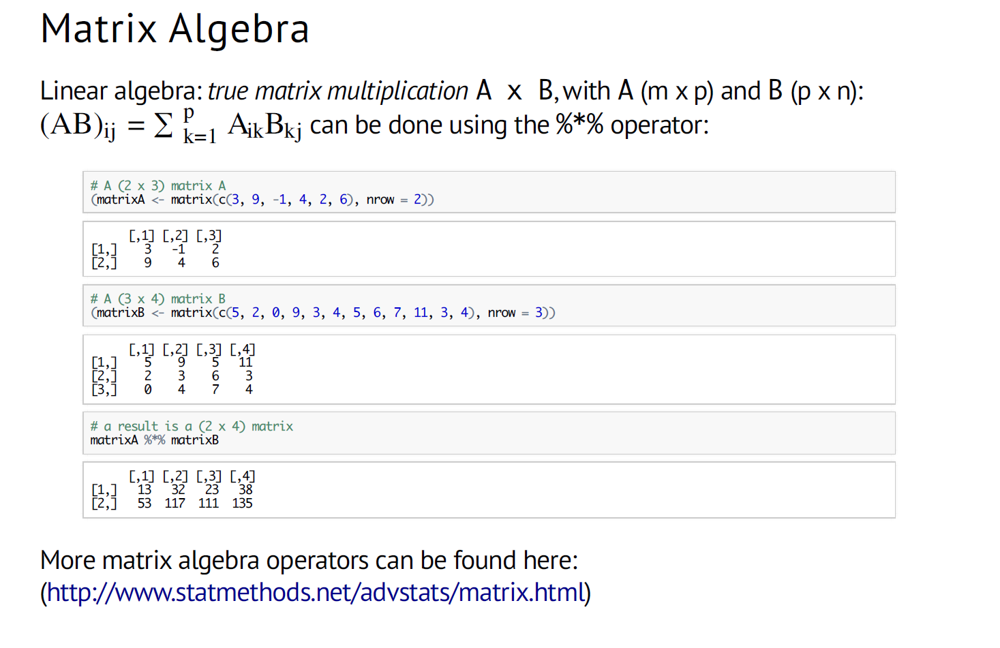 Matrix Algebra
Linear algebra: true matrix multiplication A x B, with A (m x p) and B (p x n):
(AB)ij = ∑ p k=1 AikBkj can be done using the %*% operator:
# A (2 x 3) matrix A
(matrixA <- matrix(c(3, 9, -1, 4, 2, 6), nrow = 2))
[,1] [,2] [,3]
[1,] 3 -1 2
[2,] 9 4 6
# A (3 x 4) matrix B
(matrixB <- matrix(c(5, 2, 0, 9, 3, 4, 5, 6, 7, 11, 3, 4), nrow = 3))
[,1] [,2] [,3] [,4]
[1,] 5 9 5 11
[2,] 2 3 6 3
[3,] 0 4 7 4
# a result is a (2 x 4) matrix
matrixA %*% matrixB
[,1] [,2] [,3] [,4]
[1,] 13 32 23 38
[2,] 53 117 111 135
More matrix algebra operators can be found here:
(http://www.statmethods.net/advstats/matrix.html)